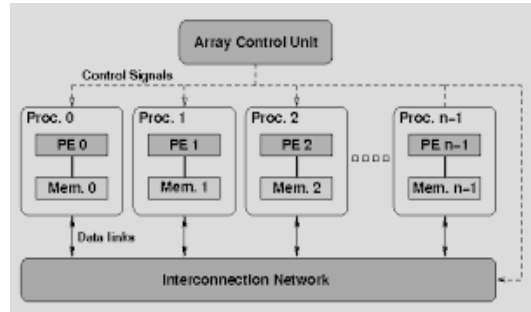 Array Control Unit
Control Signals
Proc. 0 Proc. 1 Proc. 2 Proc. n-1
PE 0 PE 1 PE 2 PE n-1
Mem. 0 Mem. 1 Mem. 2 Mem. n-1
Data links
Interconnection Network